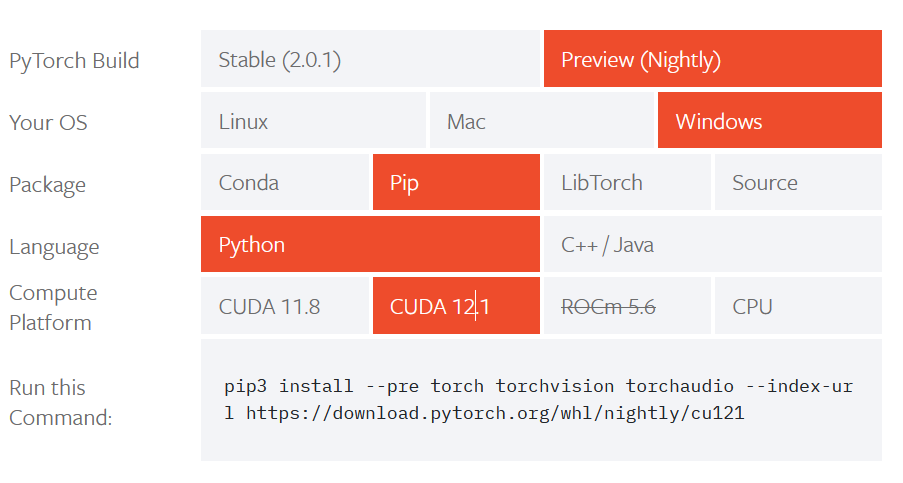 PyTorch Build
Stable (2.0.1)
Preview (Nightly)
Your OS
Linux
Mac
Windows
Package
Conda
Pip
LibTorch
Source
Language
Python
C++ / Java
Compute
Platform
CUDA 11.8
CUDA 12.1
ROCm 5.6
CPU
Run this
Command:
pip3 install --pre torch torchvision torchaudio --index-ur
l https://download.pytorch.org/whl/nightly/cu121